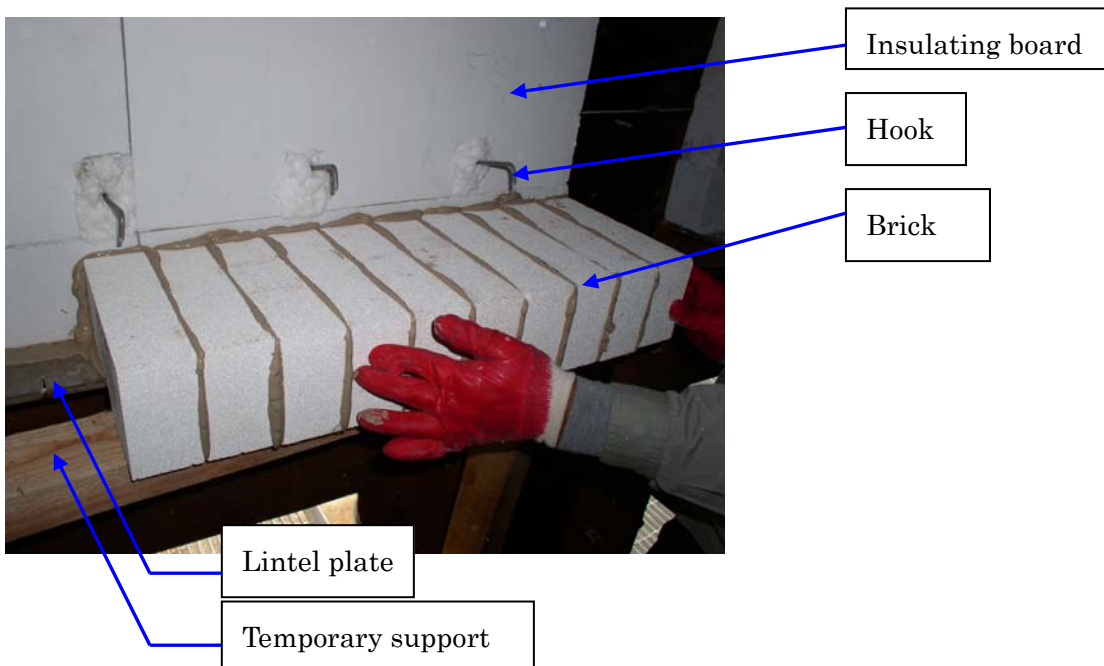 Insulating board
Hook
Brick
Lintel plate
Temporary support